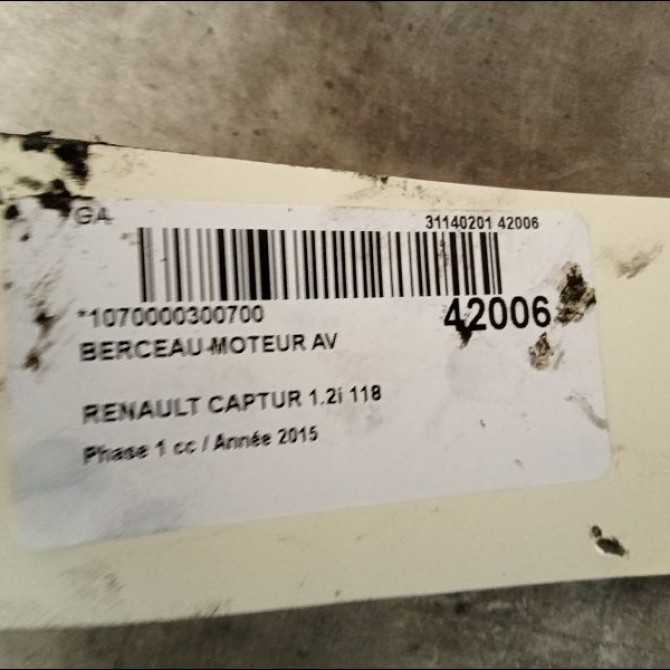 GA
31140201 42006
*1070000300700
42006
BERCEAU MOTEUR AV
RENAULT CAPTUR 1.2i 118
Phase 1 cc / Année 2015